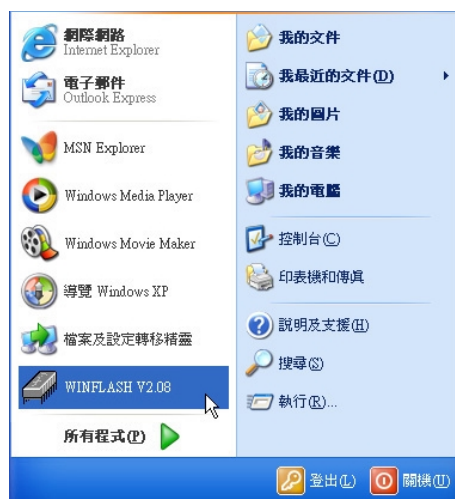 網際網路
Internet Explorer
電子郵件
Outlook Express
MSN Explorer
Windows Media Player
Windows Movie Maker
導覽 Windows XP
檔案及設定轉移精靈
WINFLASH V2.08
所有程式(P)
我的文件
我最近的文件(D)
我的圖片
我的音樂
我的電腦
控制台(C)
印表機和傳真
說明及支援(H)
搜尋(S)
執行(R)...
登出(L)
關機(U)